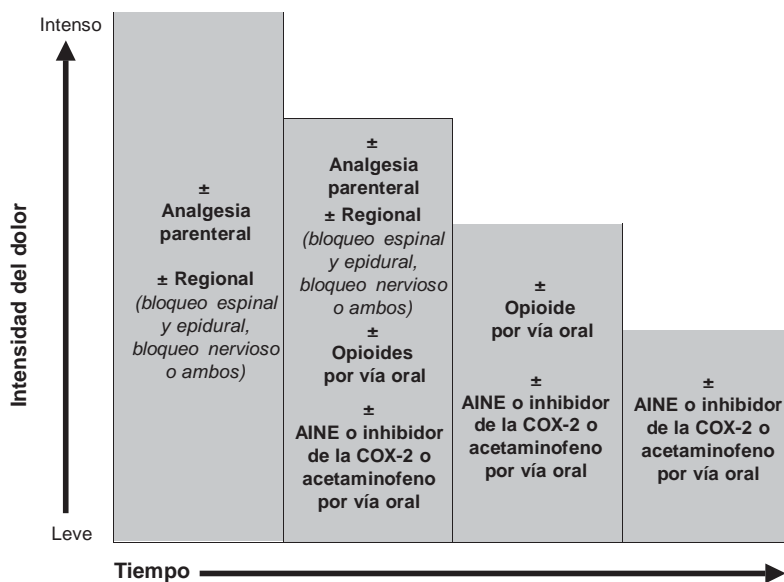 Intenso
Intensidad del dolor
Leve
±
Analgesia
parenteral
± Regional
(bloqueo espinal
y epidural,
bloqueo nervioso
o ambos)
±
Analgesia
parenteral
± Regional
(bloqueo espinal
y epidural,
bloqueo nervioso
o ambos)
±
Opioides
por vía oral
±
AINE o inhibidor
de la COX-2 o
acetaminofeno
por vía oral
±
Opioide
por vía oral
±
AINE o inhibidor
de la COX-2 o
acetaminofeno
por vía oral
±
AINE o inhibidor
de la COX-2 o
acetaminofeno
por vía oral
Tiempo